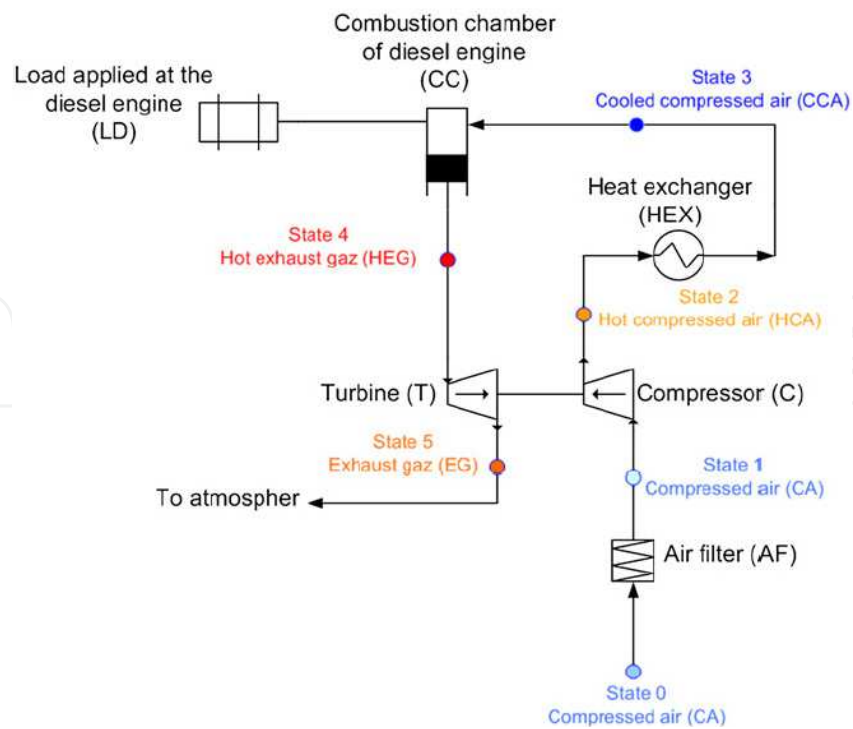 Combustion chamber
of diesel engine
(CC)
Load applied at the
diesel engine
(LD)
State 3
Cooled compressed air (CCA)
Heat exchanger
(HEX)
State 4
Hot exhaust gaz (HEG)
State 2
Hot compressed air (HCA)
Turbine (T)
Compressor (C)
State 5
Exhaust gaz (EG)
State 1
Compressed air (CA)
To atmospher
Air filter (AF)
State 0
Compressed air (CA)